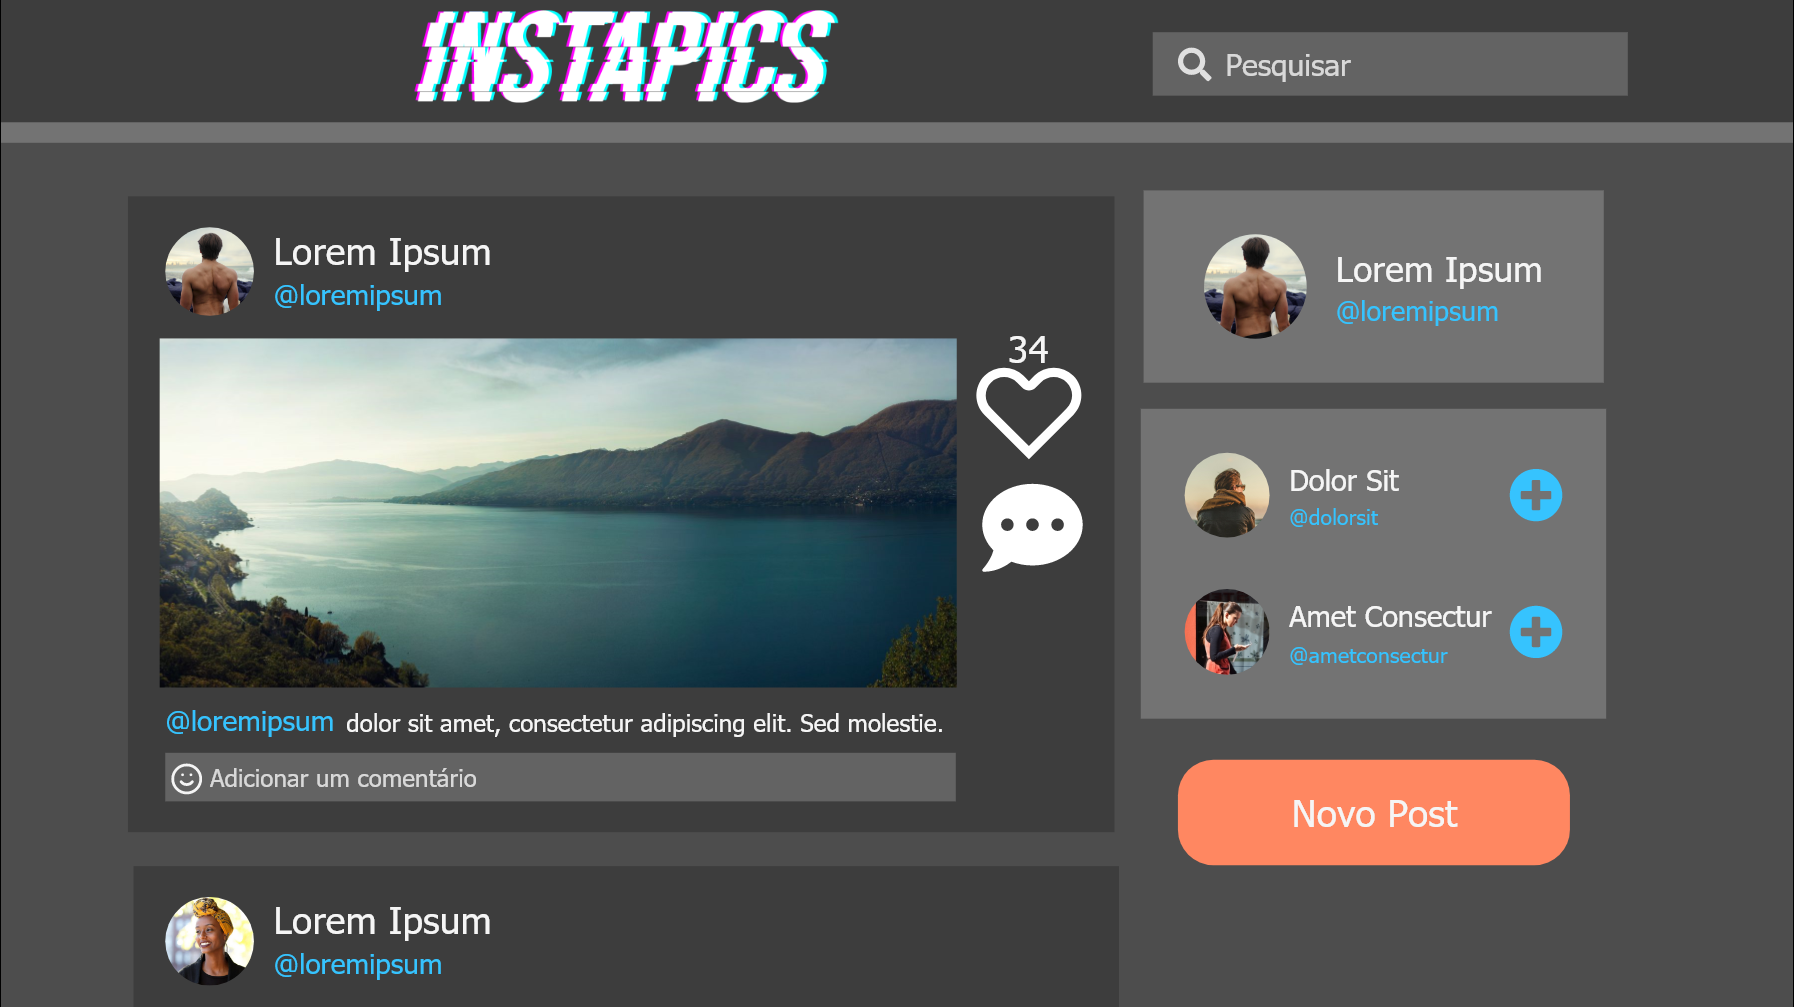 INSTAPICS
Pesquisar
Lorem Ipsum
@loremipsum
34
@loremipsum dolor sit amet, consectetur adipiscing elit. Sed molestie.
Adicionar um comentário
Lorem Ipsum
@loremipsum
Lorem Ipsum
@loremipsum
Dolor Sit
@dolorsit
Amet Consectur
@ametconsectur
Novo Post